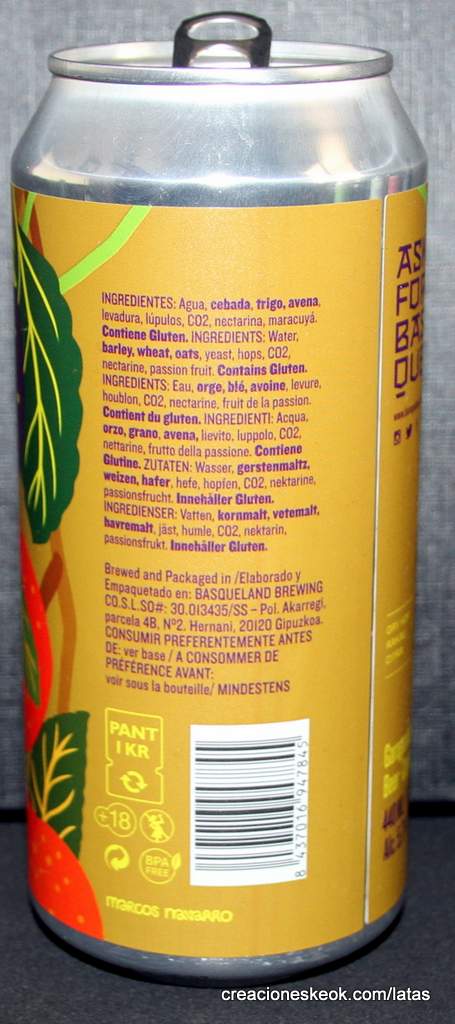 INGREDIENTES: Agua, cebada, trigo, avena,
levadura, lúpulos, CO2, nectarina, maracuyá.
Contiene Gluten. INGREDIENTS: Water,
barley, wheat, oats, yeast, hops, CO2,
nectarine, passion fruit. Contains Gluten.
INGREDIENTS: Eau, orge, blé, avoine, levure,
houblon, CO2, nectarine, fruit de la passion.
Contient du gluten. INGREDIENTI: Acqua,
orzo, grano, avena, lievito, luppolo, CO2,
nettarine, frutto della passione. Contiene
Glutine. ZUTATEN: Wasser, gerstenmaltz,
weizen, hafer, hefe, hopfen, CO2, nektarine,
passionsfrucht. Innehåller Gluten.
INGREDIENSER: Vatten, kornmalt, vetemalt,
havremalt, jäst, humle, CO2, nektarin,
passionsfrukt. Innehåller Gluten.
Brewed and Packaged in /Elaborado y
Empaquetado en: BASQUELAND BREWING
CO.S.L.SO#: 30.013435/SS – Pol. Akarregi,
parcela 4B, Nº2. Hernani, 20120 Gipuzkoa.
CONSUMIR PREFERENTEMENTE ANTES
DE: ver base / A CONSOMMER DE
PRÉFÉRENCE AVANT:
voir sous la bouteille/ MINDESTENS
PANT
1 KR
+18
BPA
FREE
8 437016 947845
marcos navarro
AS
FOR
BAS
QUE
creacioneskeok.com/latas